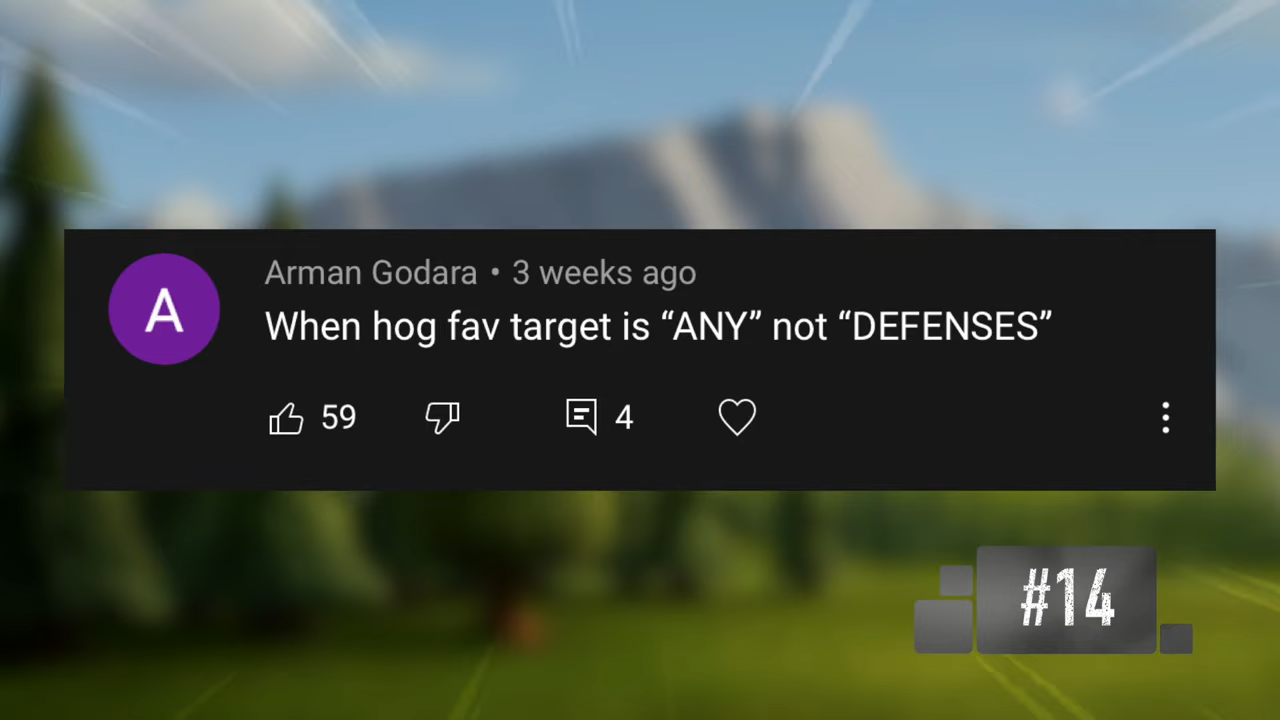 A
Arman Godara • 3 weeks ago
When hog fav target is “ANY” not “DEFENSES”
59
4
#14